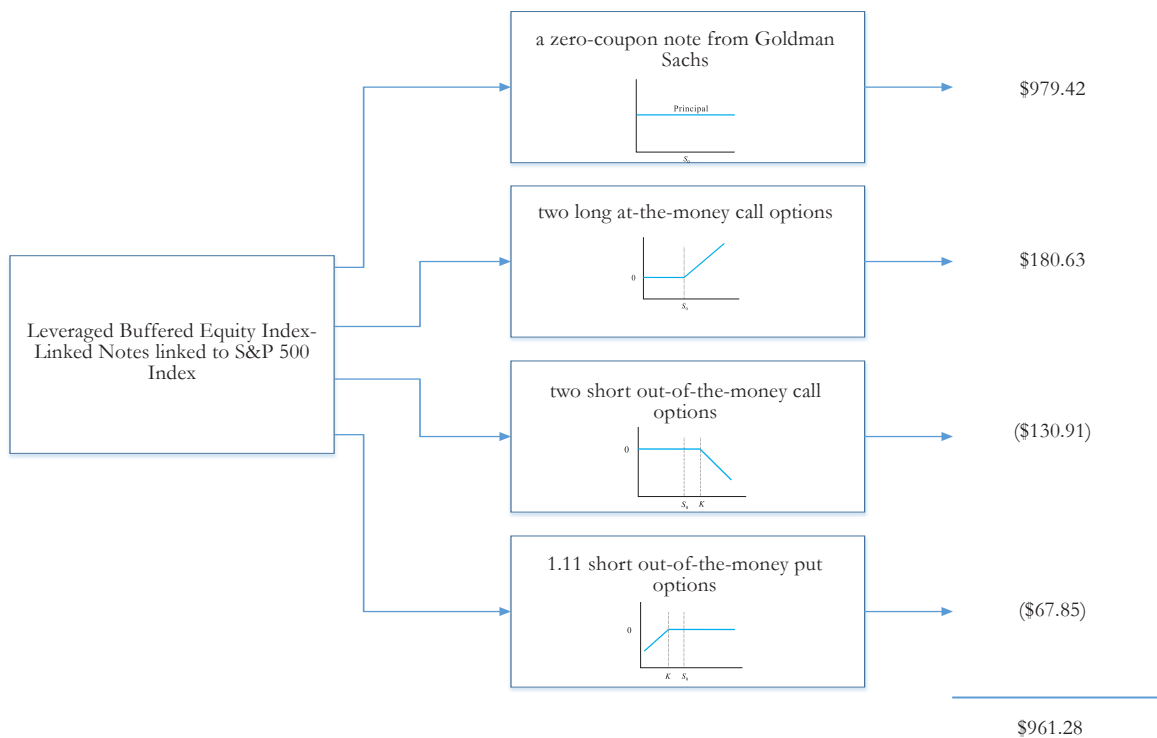 a zero-coupon note from Goldman
Sachs
Principal
S₀
$979.42
two long at-the-money call options
0
S₀
$180.63
Leveraged Buffered Equity Index-
Linked Notes linked to S&P 500
Index
two short out-of-the-money call
options
0
S₀ K
($130.91)
1.11 short out-of-the-money put
options
0
K S₀
($67.85)
$961.28